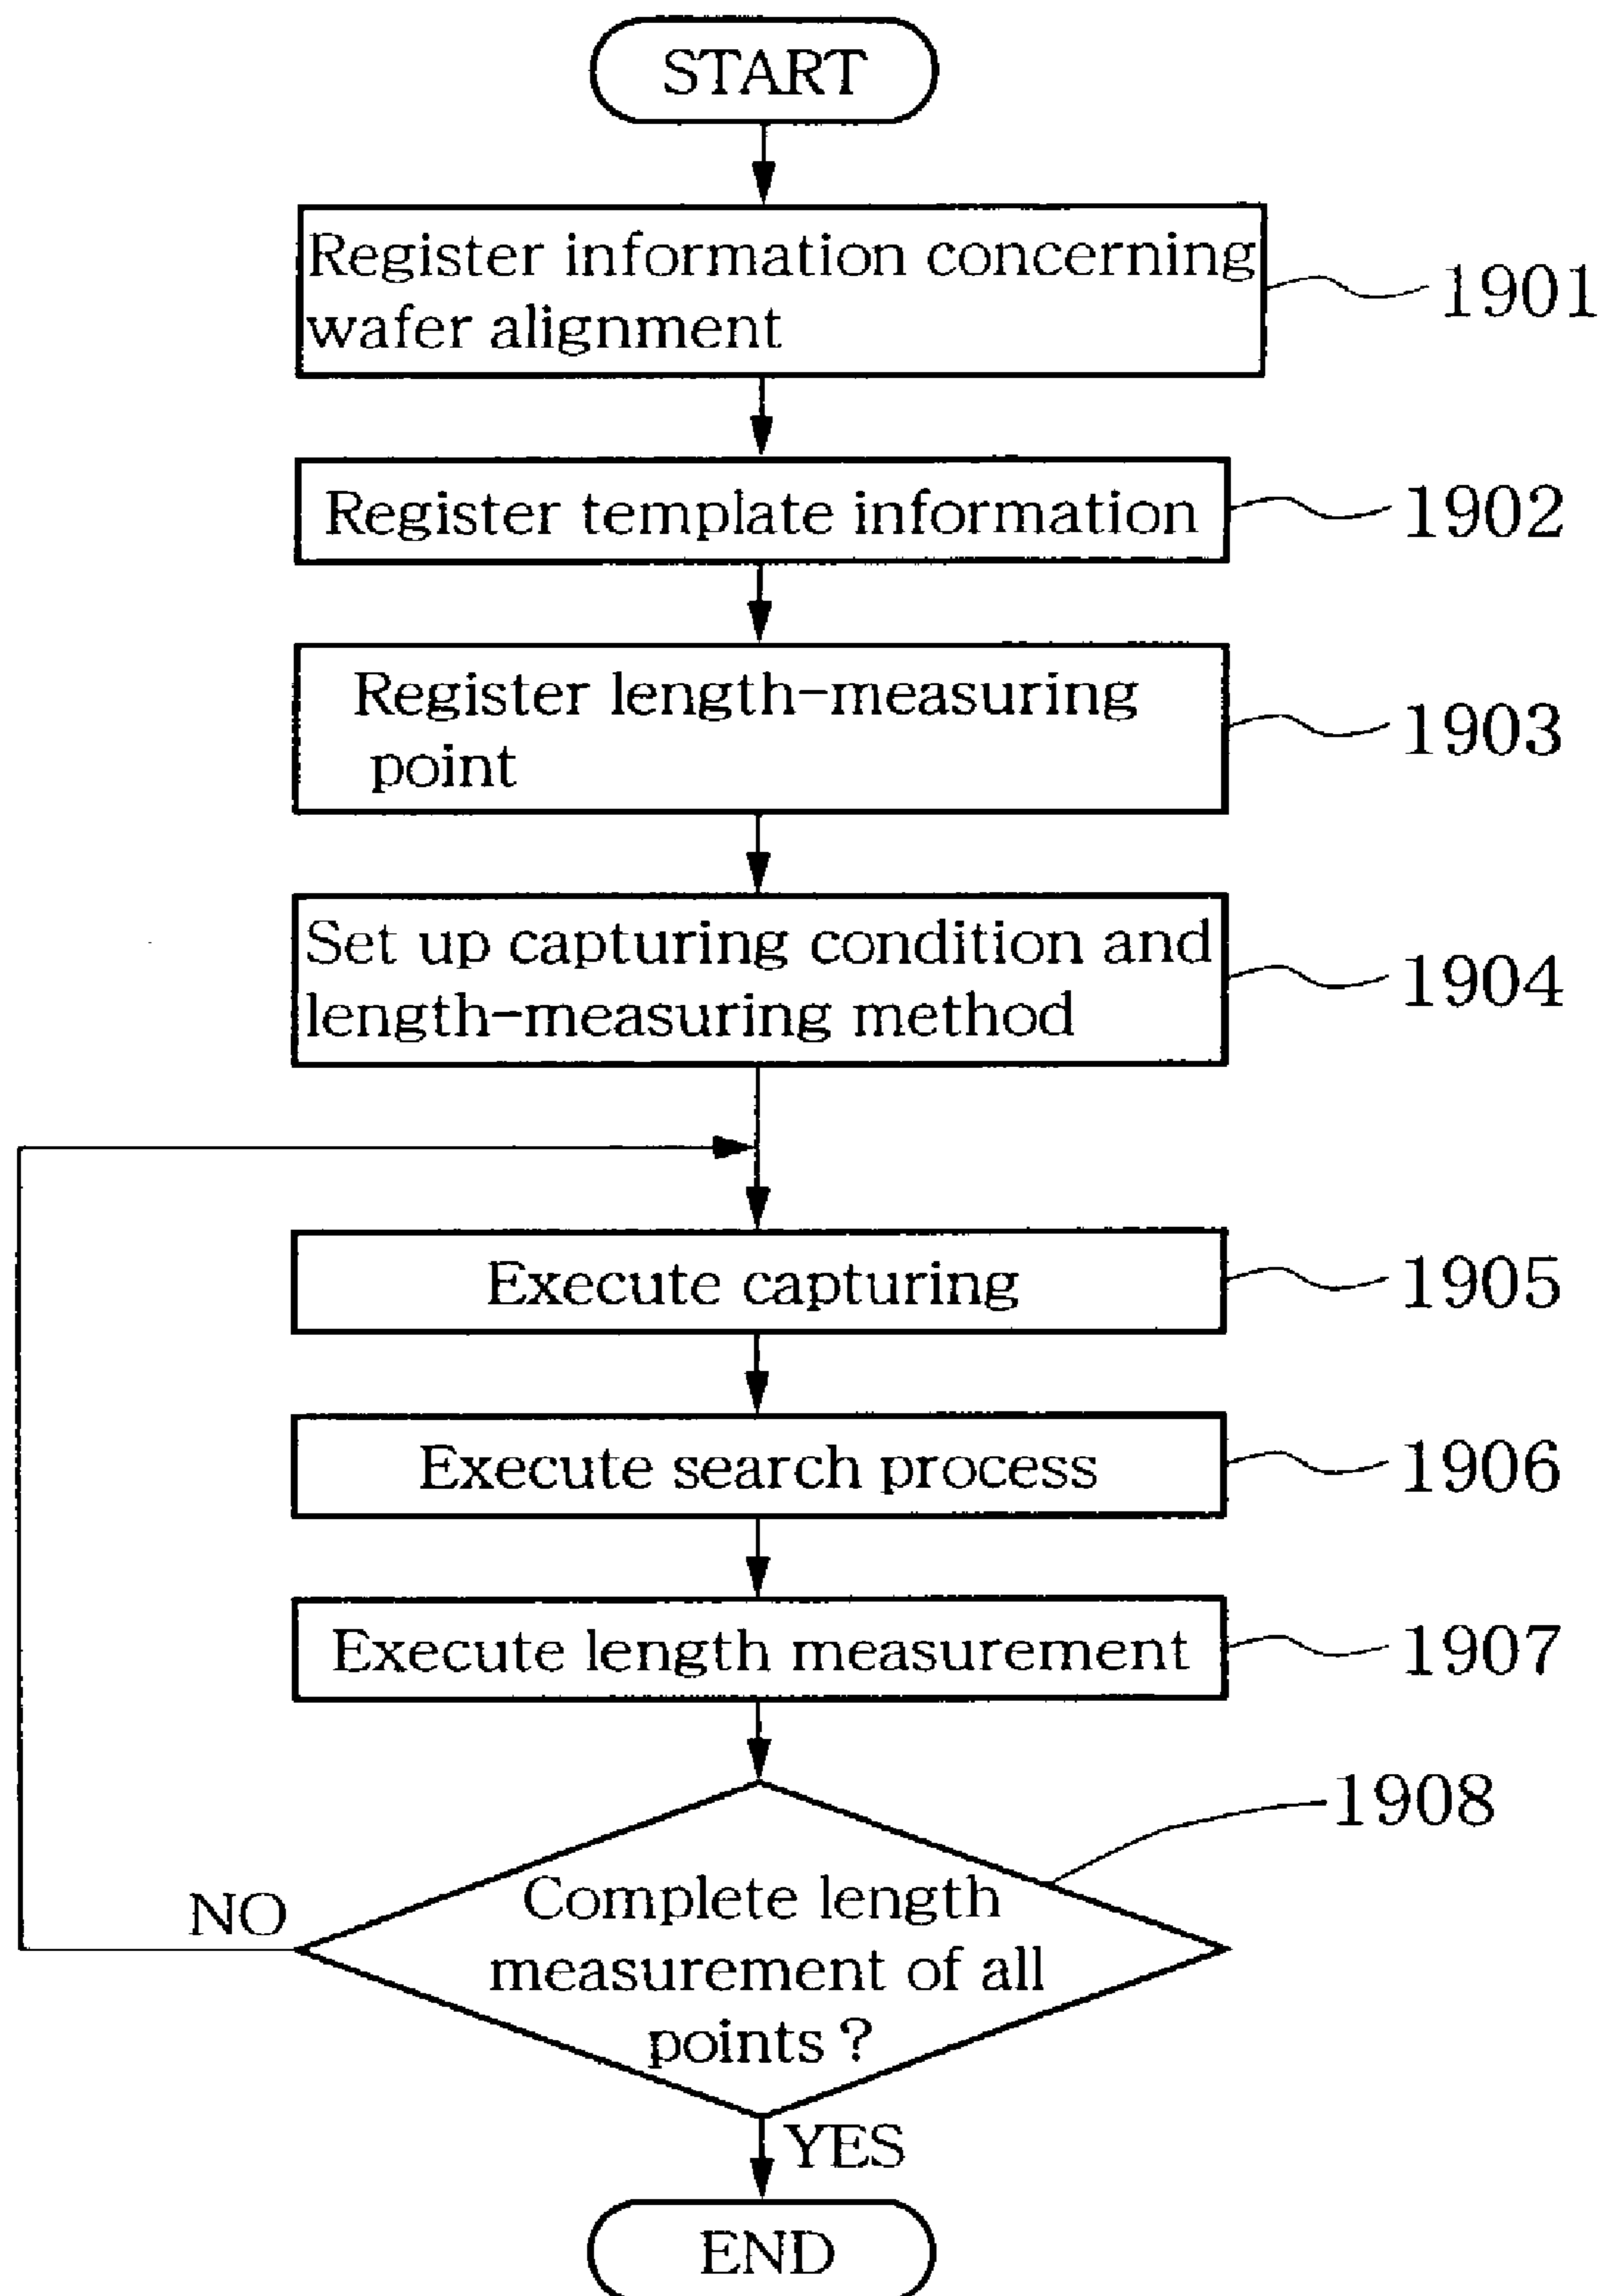 START
Register information concerning
wafer alignment
1901
Register template information
1902
Register length-measuring
point
1903
Set up capturing condition and
length-measuring method
1904
Execute capturing
1905
Execute search process
1906
Execute length measurement
1907
1908
Complete length
measurement of all
points ?
NO
YES
END